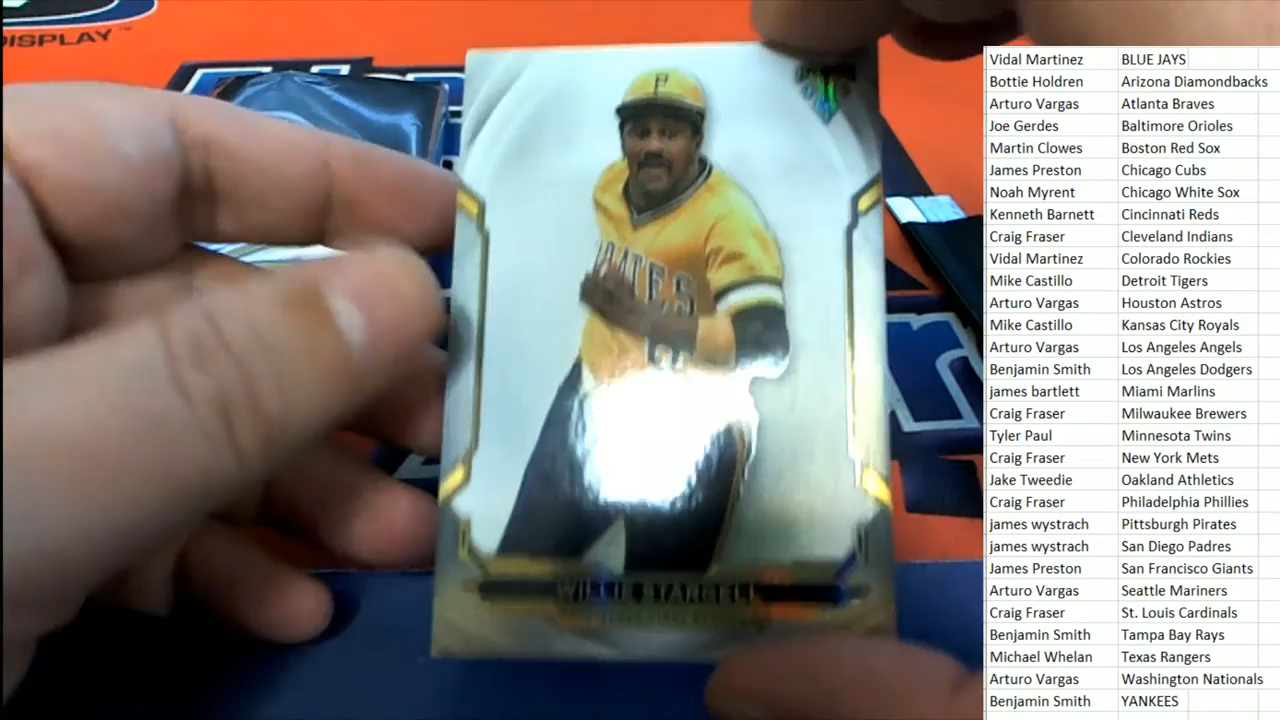 DISPLAY™
P
PIRATES
WILLIE STARGELL
Vidal Martinez BLUE JAYS
Bottie Holdren Arizona Diamondbacks
Arturo Vargas Atlanta Braves
Joe Gerdes Baltimore Orioles
Martin Clowes Boston Red Sox
James Preston Chicago Cubs
Noah Myrent Chicago White Sox
Kenneth Barnett Cincinnati Reds
Craig Fraser Cleveland Indians
Vidal Martinez Colorado Rockies
Mike Castillo Detroit Tigers
Arturo Vargas Houston Astros
Mike Castillo Kansas City Royals
Arturo Vargas Los Angeles Angels
Benjamin Smith Los Angeles Dodgers
james bartlett Miami Marlins
Craig Fraser Milwaukee Brewers
Tyler Paul Minnesota Twins
Craig Fraser New York Mets
Jake Tweedie Oakland Athletics
Craig Fraser Philadelphia Phillies
james wystrach Pittsburgh Pirates
james wystrach San Diego Padres
James Preston San Francisco Giants
Arturo Vargas Seattle Mariners
Craig Fraser St. Louis Cardinals
Benjamin Smith Tampa Bay Rays
Michael Whelan Texas Rangers
Arturo Vargas Washington Nationals
Benjamin Smith YANKEES